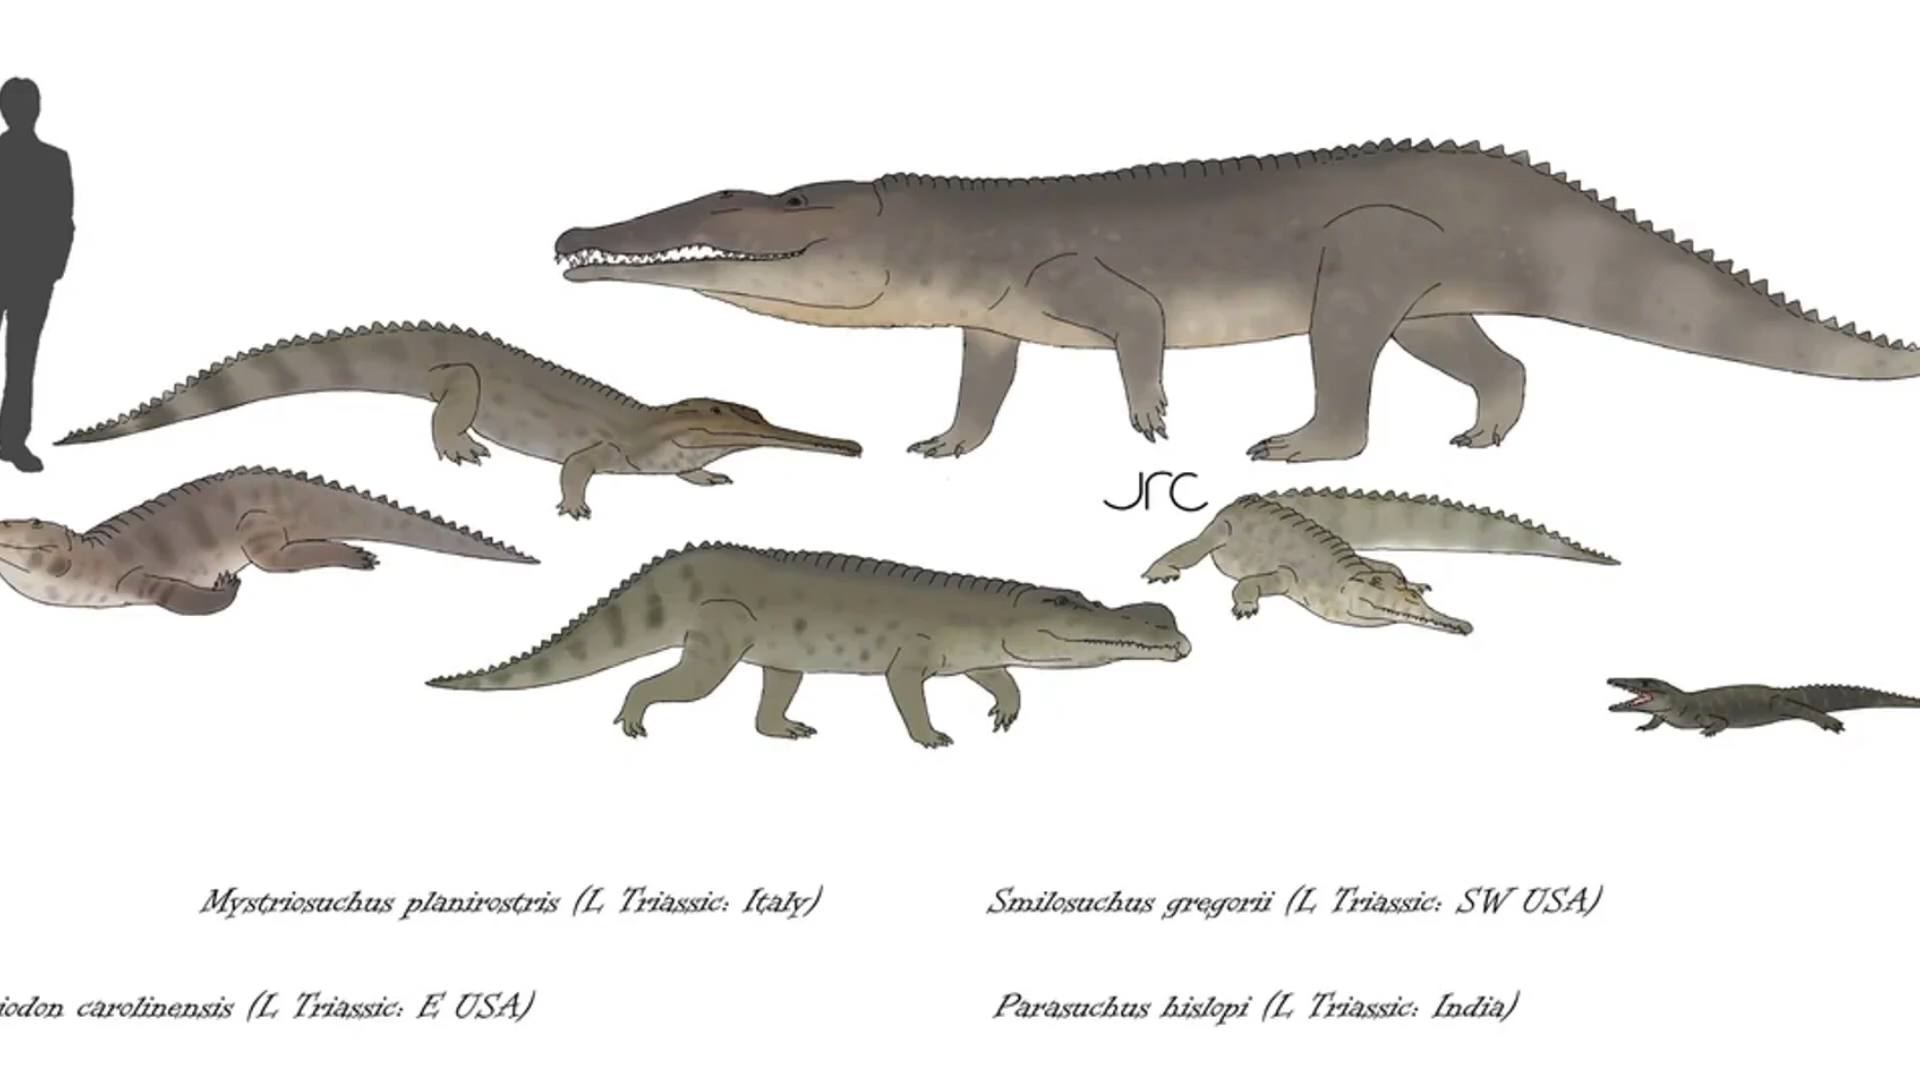 JrC
Mystriosuchus planirostris (L Triassic: Italy)
Smilosuchus gregorii (L Triassic: SW USA)
iodon carolinensis (L Triassic: E USA)
Parasuchus hislopi (L Triassic: India)